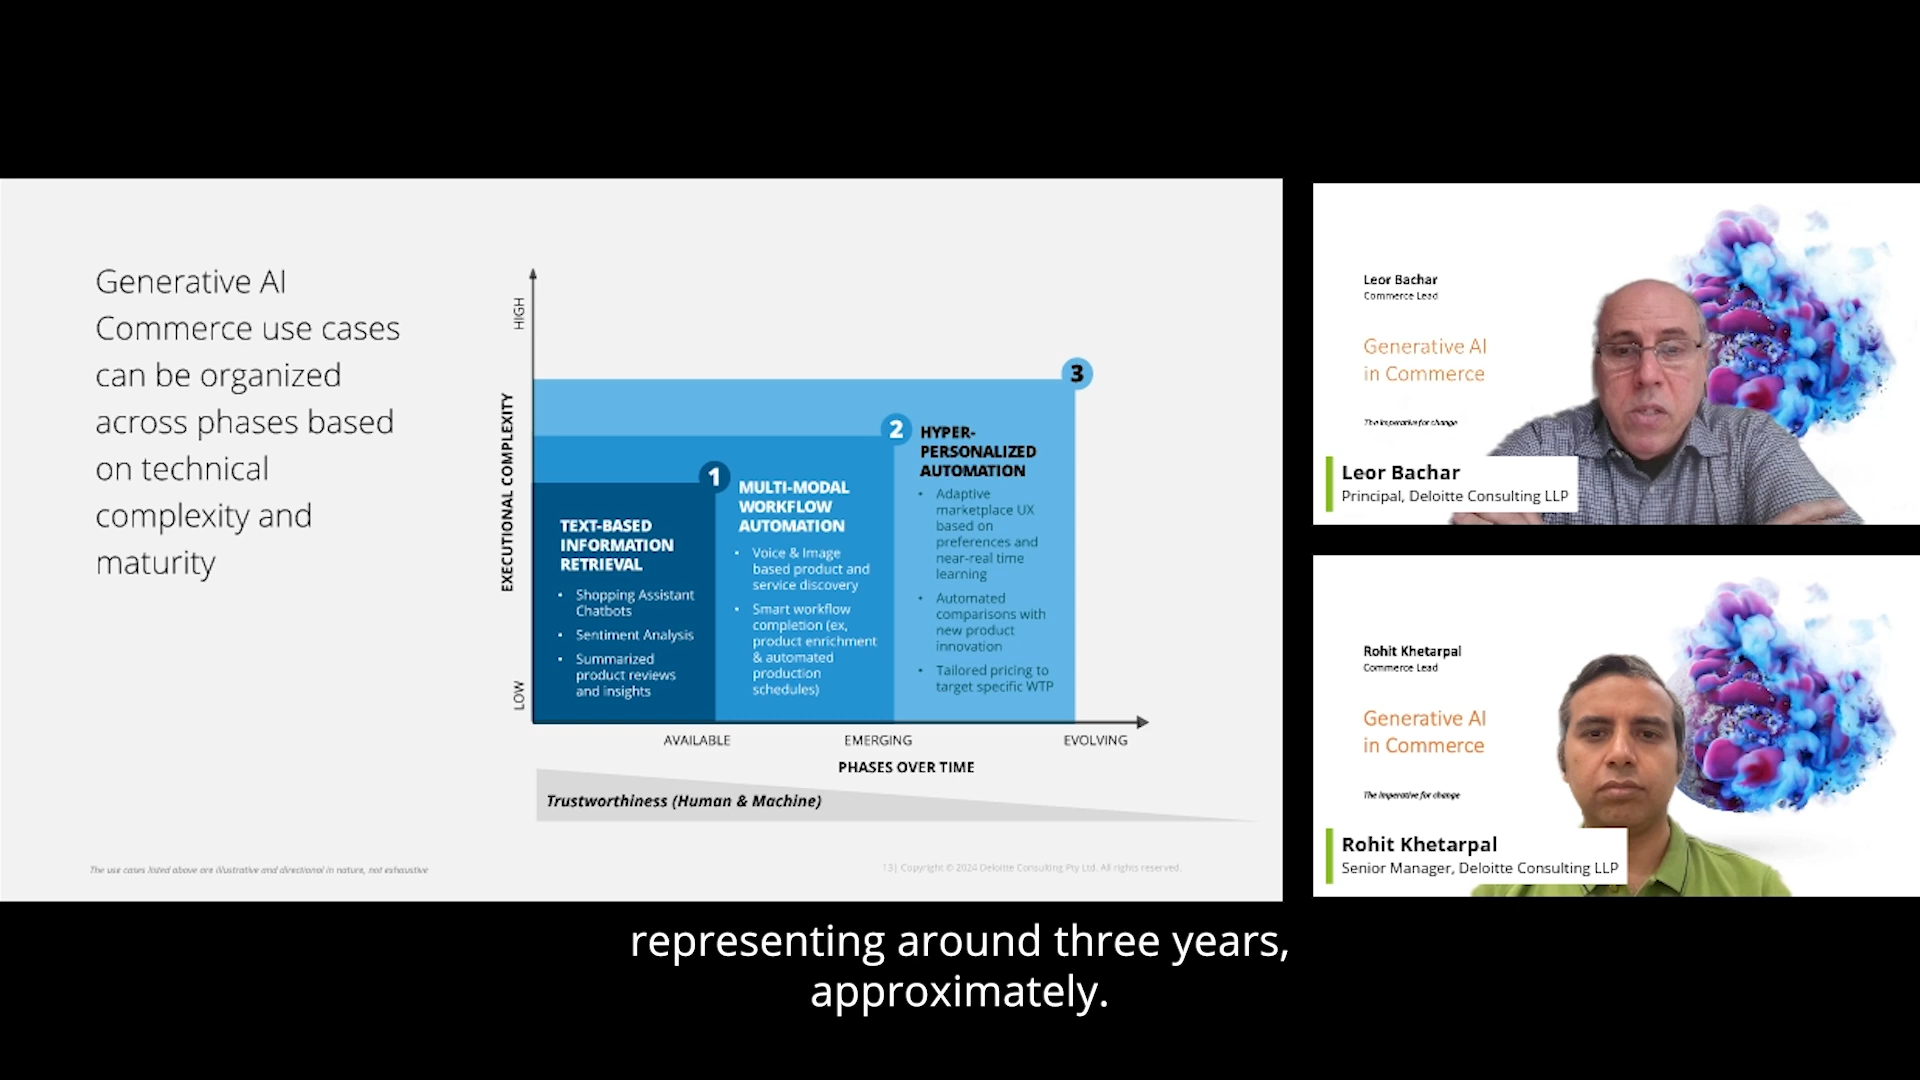 Generative AI
Commerce use cases
can be organized
across phases based
on technical
complexity and
maturity
HIGH
EXECUTIONAL COMPLEXITY
LOW
1
TEXT-BASED
INFORMATION
RETRIEVAL
• Shopping Assistant
Chatbots
• Sentiment Analysis
• Summarized
product reviews
and insights
2
MULTI-MODAL
WORKFLOW
AUTOMATION
• Voice & Image
based product and
service discovery
• Smart workflow
completion (ex,
product enrichment
& automated
production
schedules)
3
HYPER-
PERSONALIZED
AUTOMATION
• Adaptive
marketplace UX
based on
preferences and
near-real time
learning
• Automated
comparisons with
new product
innovation
• Tailored pricing to
target specific WTP
AVAILABLE
EMERGING
EVOLVING
PHASES OVER TIME
Trustworthiness (Human & Machine)
The use cases listed above are illustrative and directional in nature, not exhaustive
13| Copyright © 2024 Deloitte Consulting Pty Ltd. All rights reserved.
Leor Bachar
Commerce Lead
Generative AI
in Commerce
The imperative for change
Leor Bachar
Principal, Deloitte Consulting LLP
Rohit Khetarpal
Commerce Lead
Generative AI
in Commerce
The imperative for change
Rohit Khetarpal
Senior Manager, Deloitte Consulting LLP
representing around three years,
approximately.